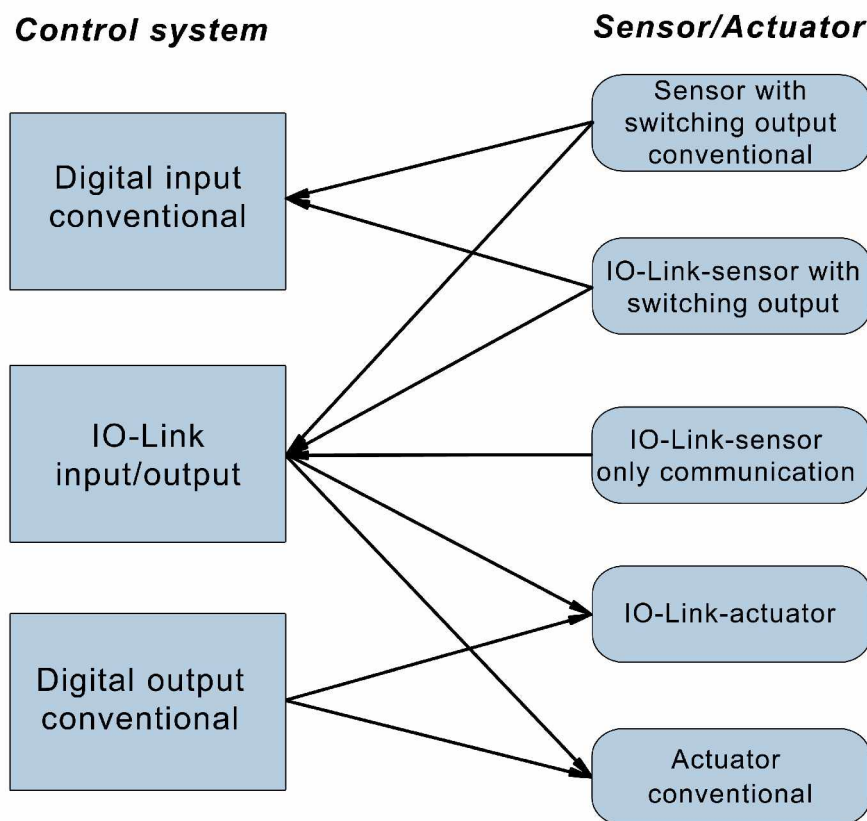 Control system
Sensor/Actuator
Digital input
conventional
IO-Link
input/output
Digital output
conventional
Sensor with
switching output
conventional
IO-Link-sensor with
switching output
IO-Link-sensor
only communication
IO-Link-actuator
Actuator
conventional